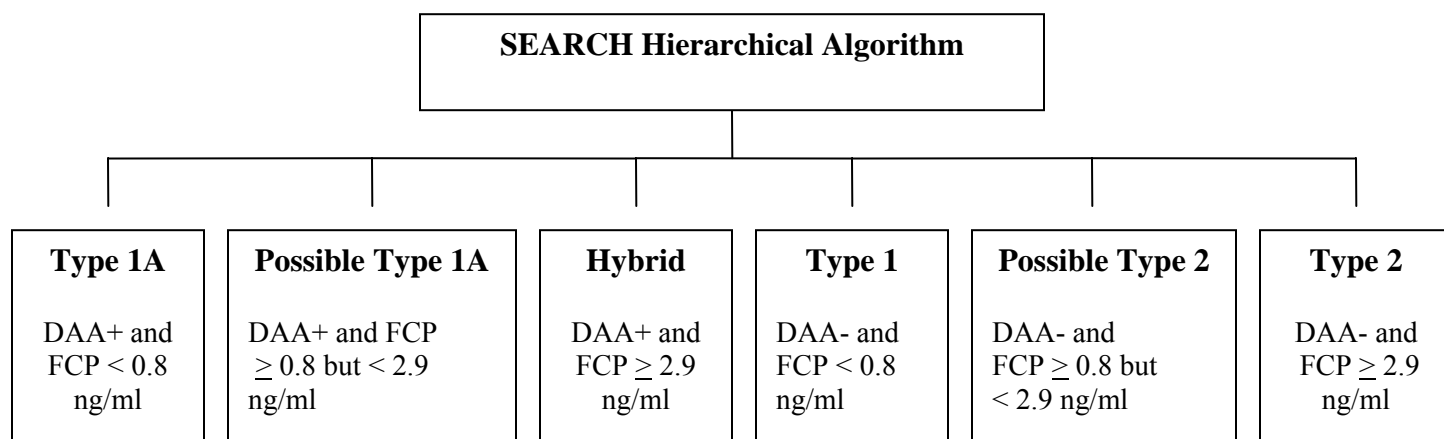 SEARCH Hierarchical Algorithm
Type 1A
DAA+ and
FCP < 0.8
ng/ml
Possible Type 1A
DAA+ and FCP
≥ 0.8 but < 2.9
ng/ml
Hybrid
DAA+ and
FCP ≥ 2.9
ng/ml
Type 1
DAA- and
FCP < 0.8
ng/ml
Possible Type 2
DAA- and
FCP ≥ 0.8 but
< 2.9 ng/ml
Type 2
DAA- and
FCP ≥ 2.9
ng/ml